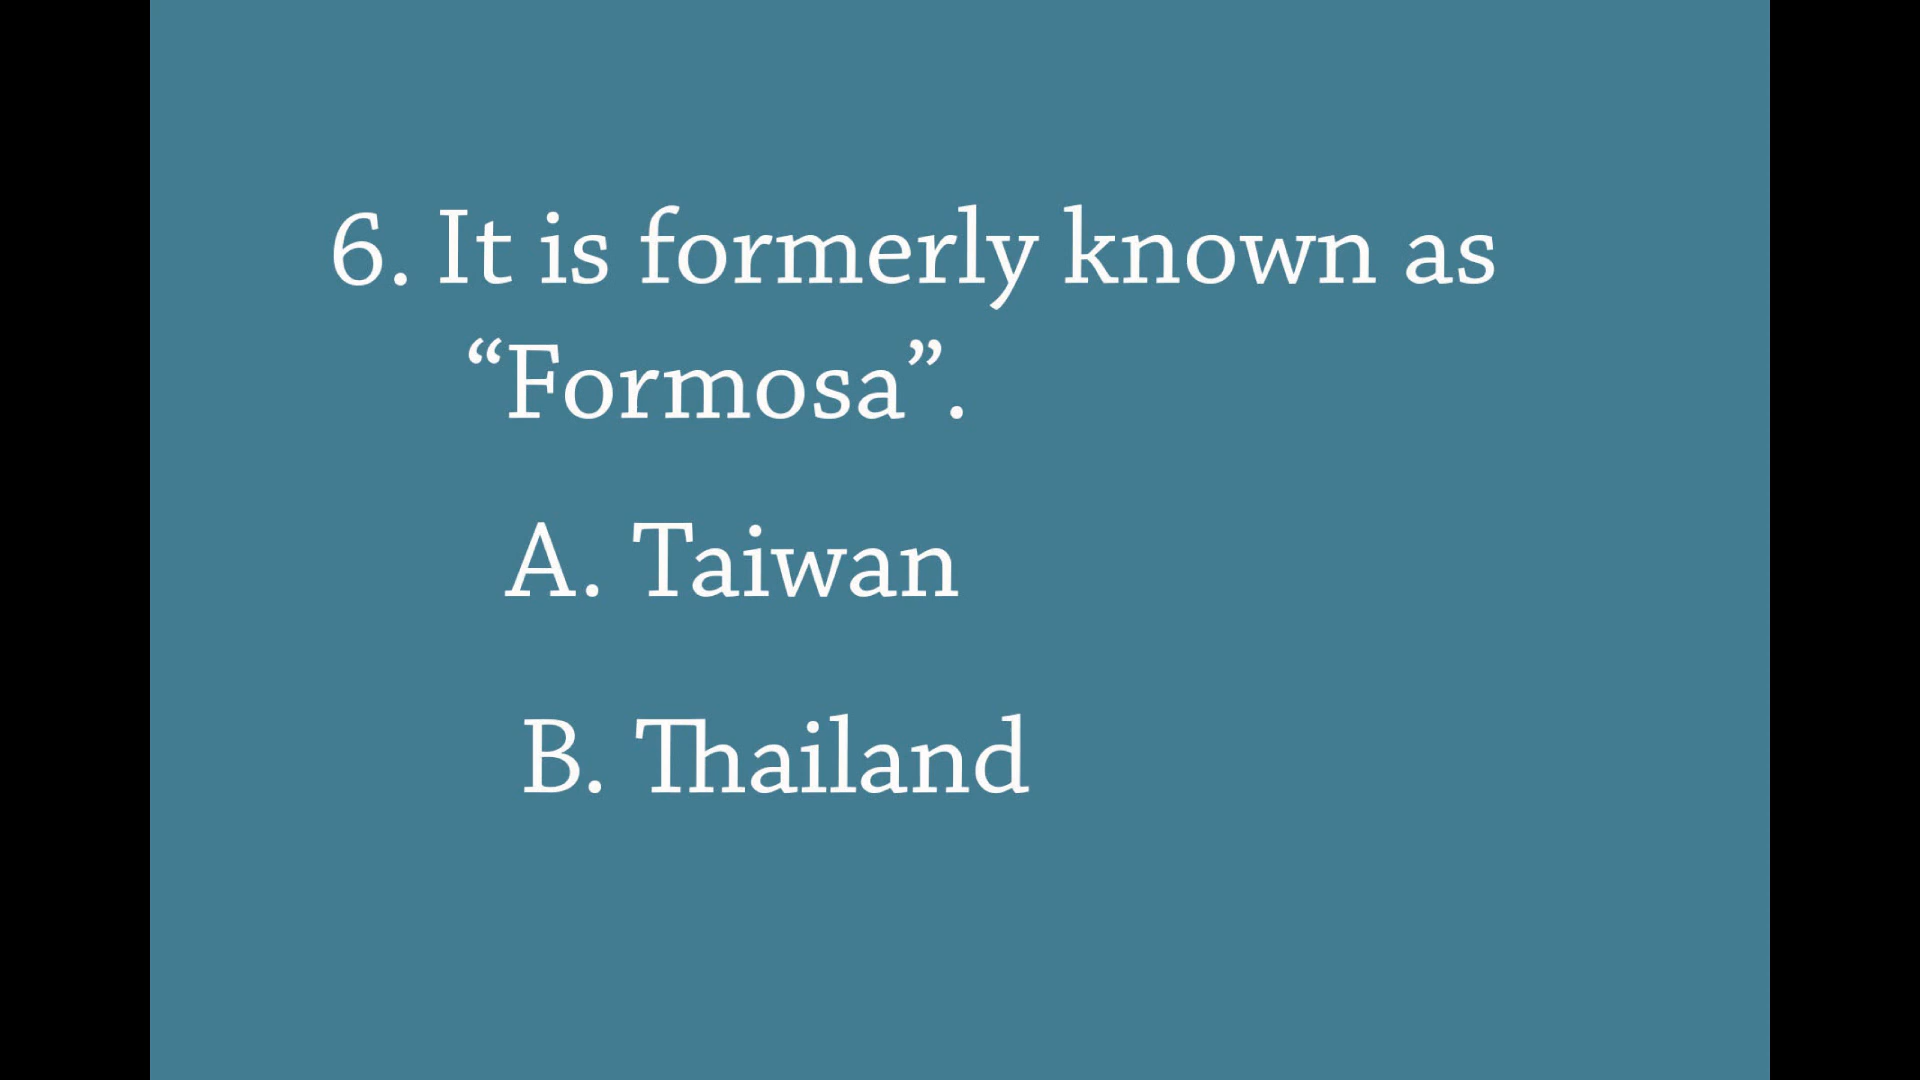 6. It is formerly known as
“Formosa”.
A. Taiwan
B. Thailand